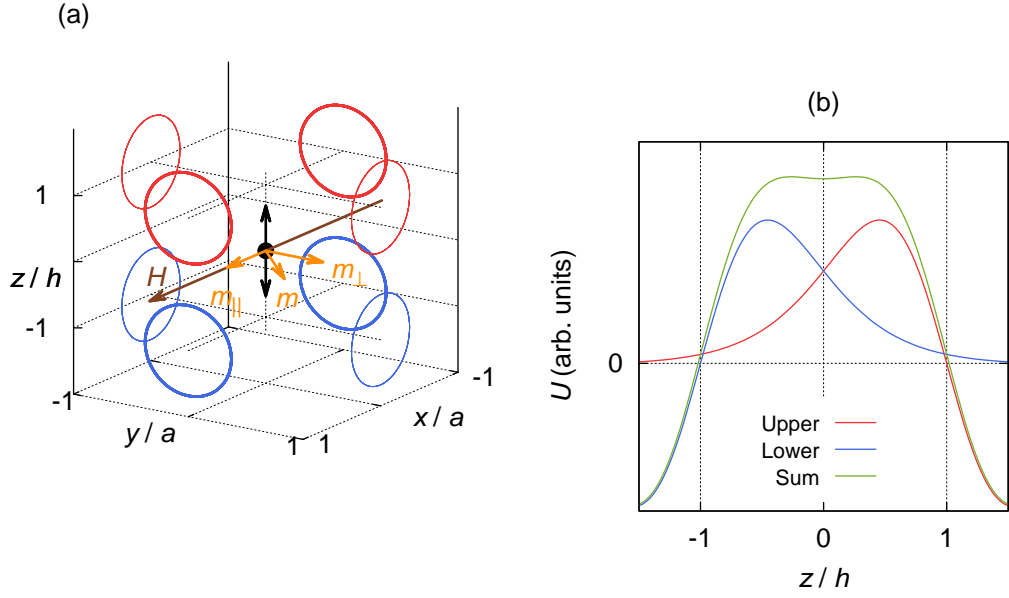 (a)
1
z / h
-1
-1
y / a
1
1
x / a
-1
H
m||
m
m⊥
(b)
U (arb. units)
0
Upper
Lower
Sum
-1
0
1
z / h